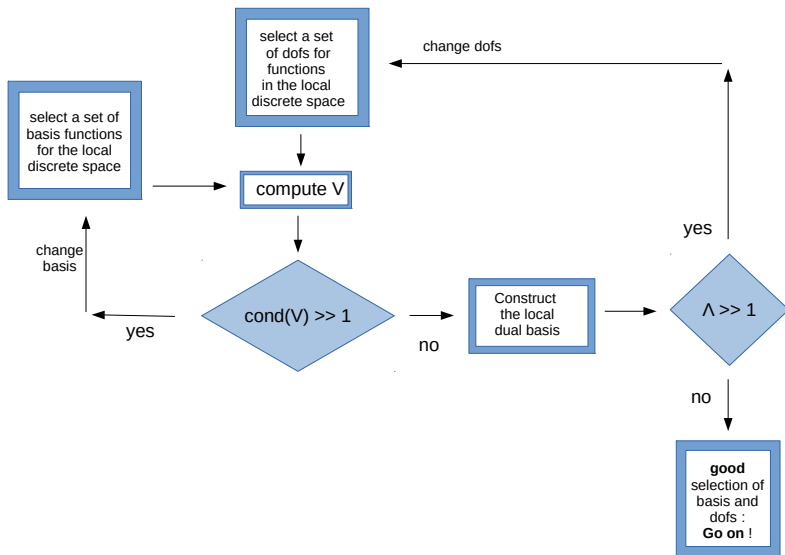 select a set
of dofs for
functions
in the local
discrete space
change dofs
select a set of
basis functions
for the local
discrete space
compute V
change
basis
yes
cond(V) >> 1
no
Construct
the local
dual basis
Λ >> 1
yes
no
good
selection of
basis and
dofs :
Go on !